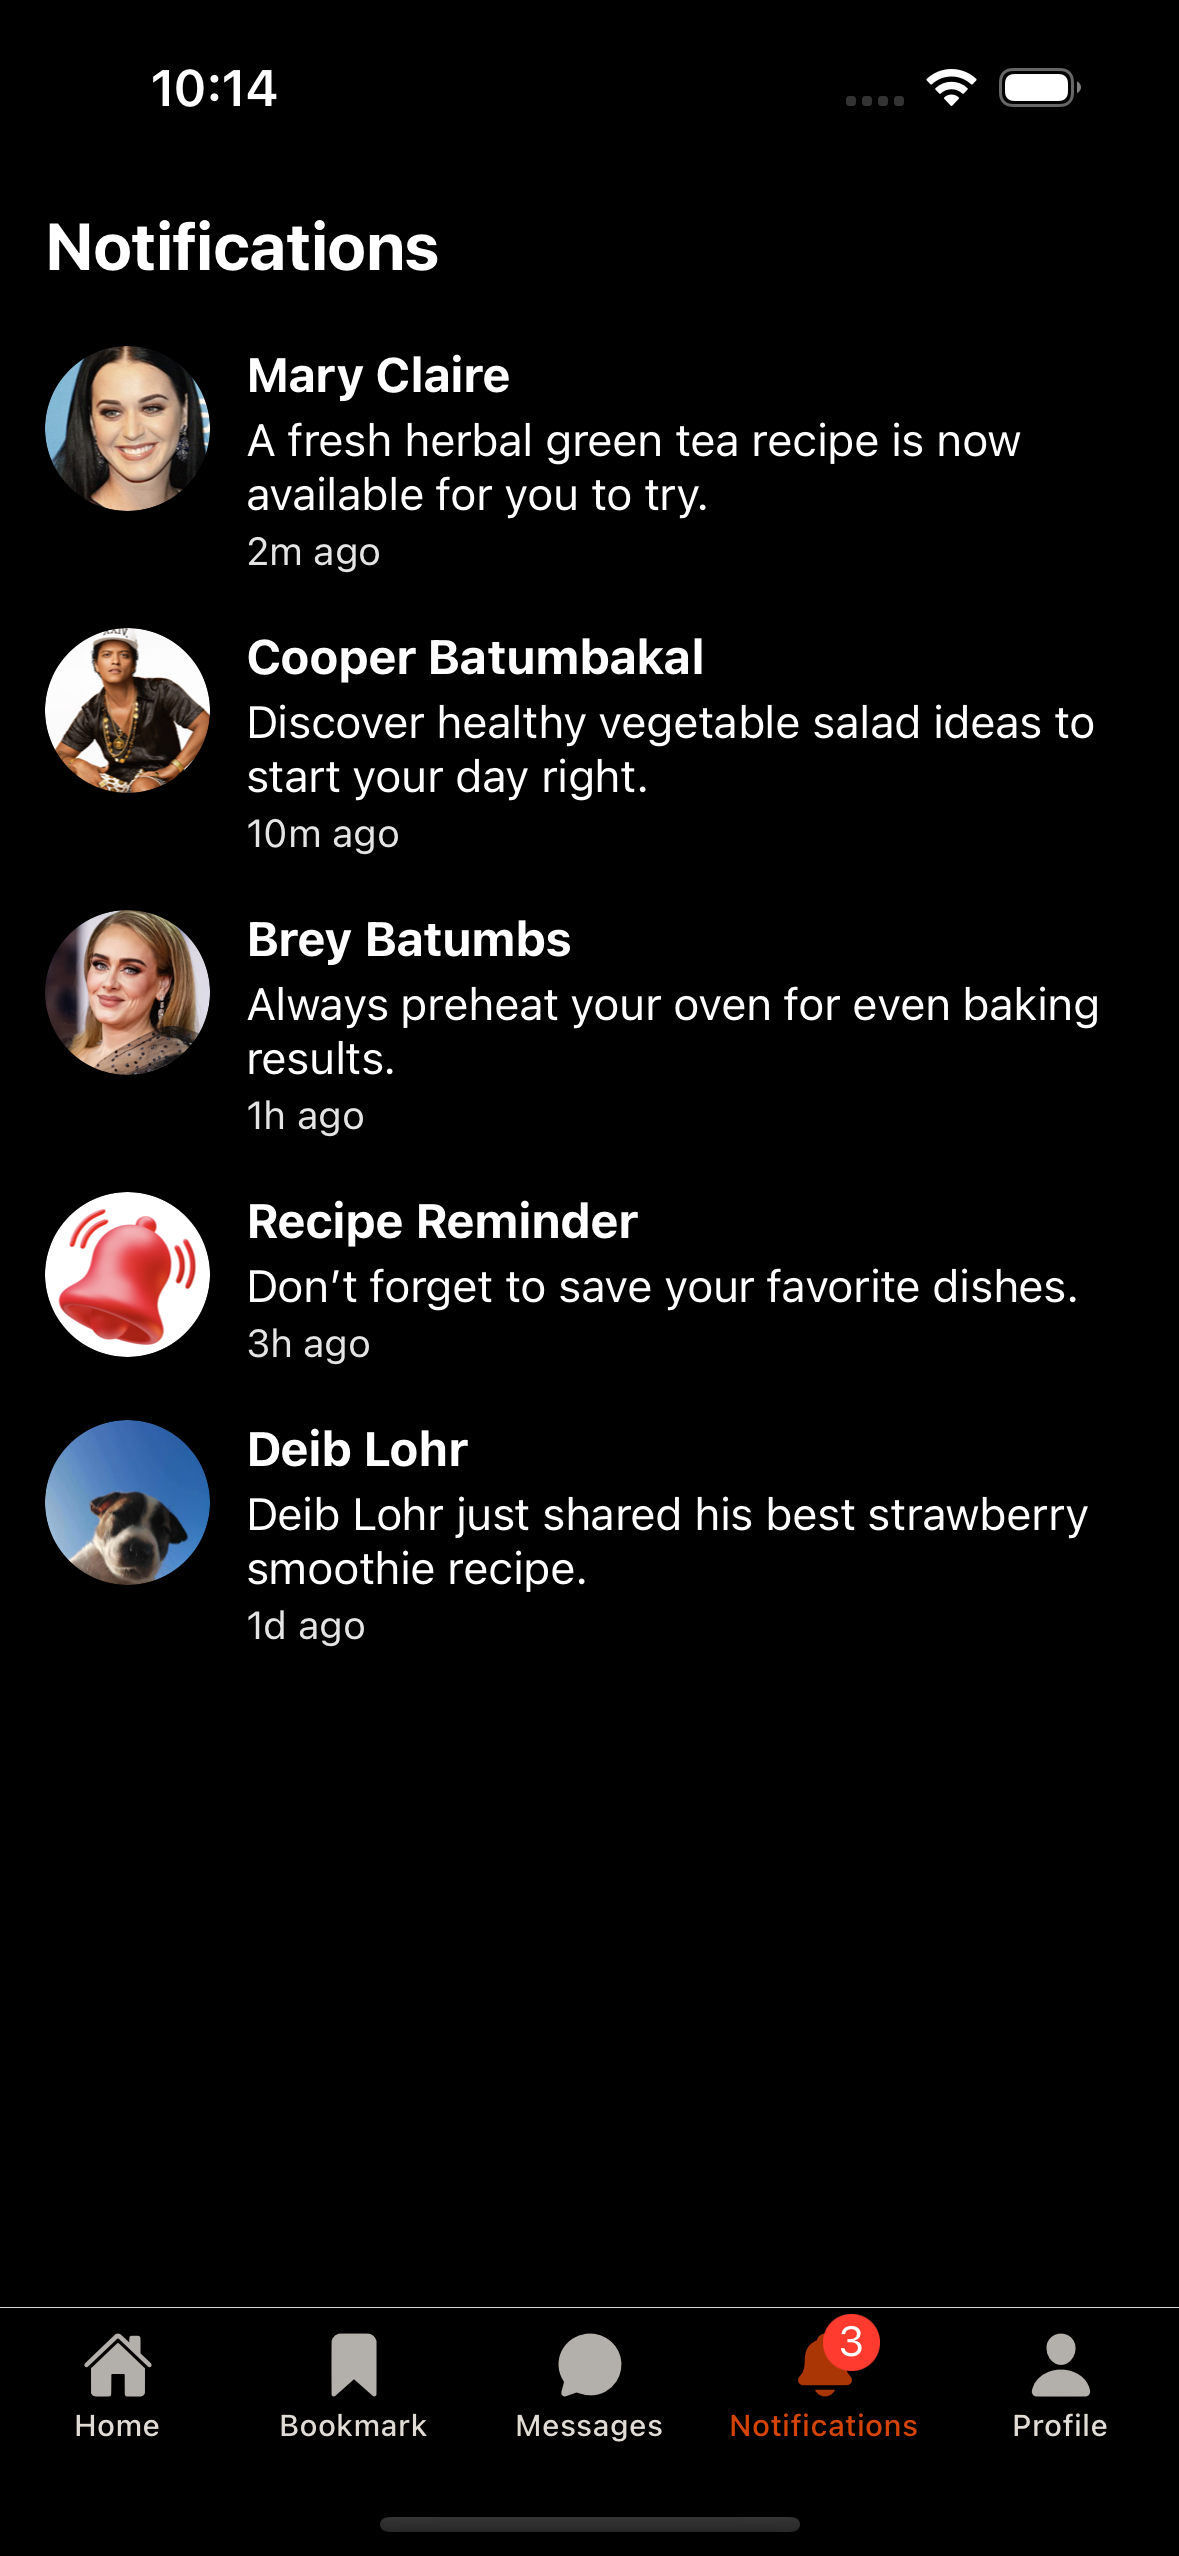 10:14
Notifications
Mary Claire
A fresh herbal green tea recipe is now
available for you to try.
2m ago
Cooper Batumbakal
Discover healthy vegetable salad ideas to
start your day right.
10m ago
Brey Batumbs
Always preheat your oven for even baking
results.
1h ago
Recipe Reminder
Don’t forget to save your favorite dishes.
3h ago
Deib Lohr
Deib Lohr just shared his best strawberry
smoothie recipe.
1d ago
3
Home Bookmark Messages Notifications Profile